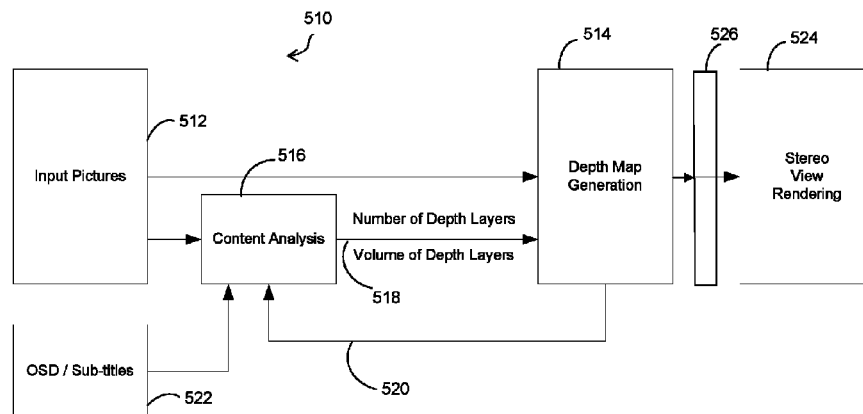 510
514
526
524
512
516
Input Pictures
Depth Map
Generation
Stereo
View
Rendering
Number of Depth Layers
Content Analysis
Volume of Depth Layers
518
OSD / Sub-titles
520
522